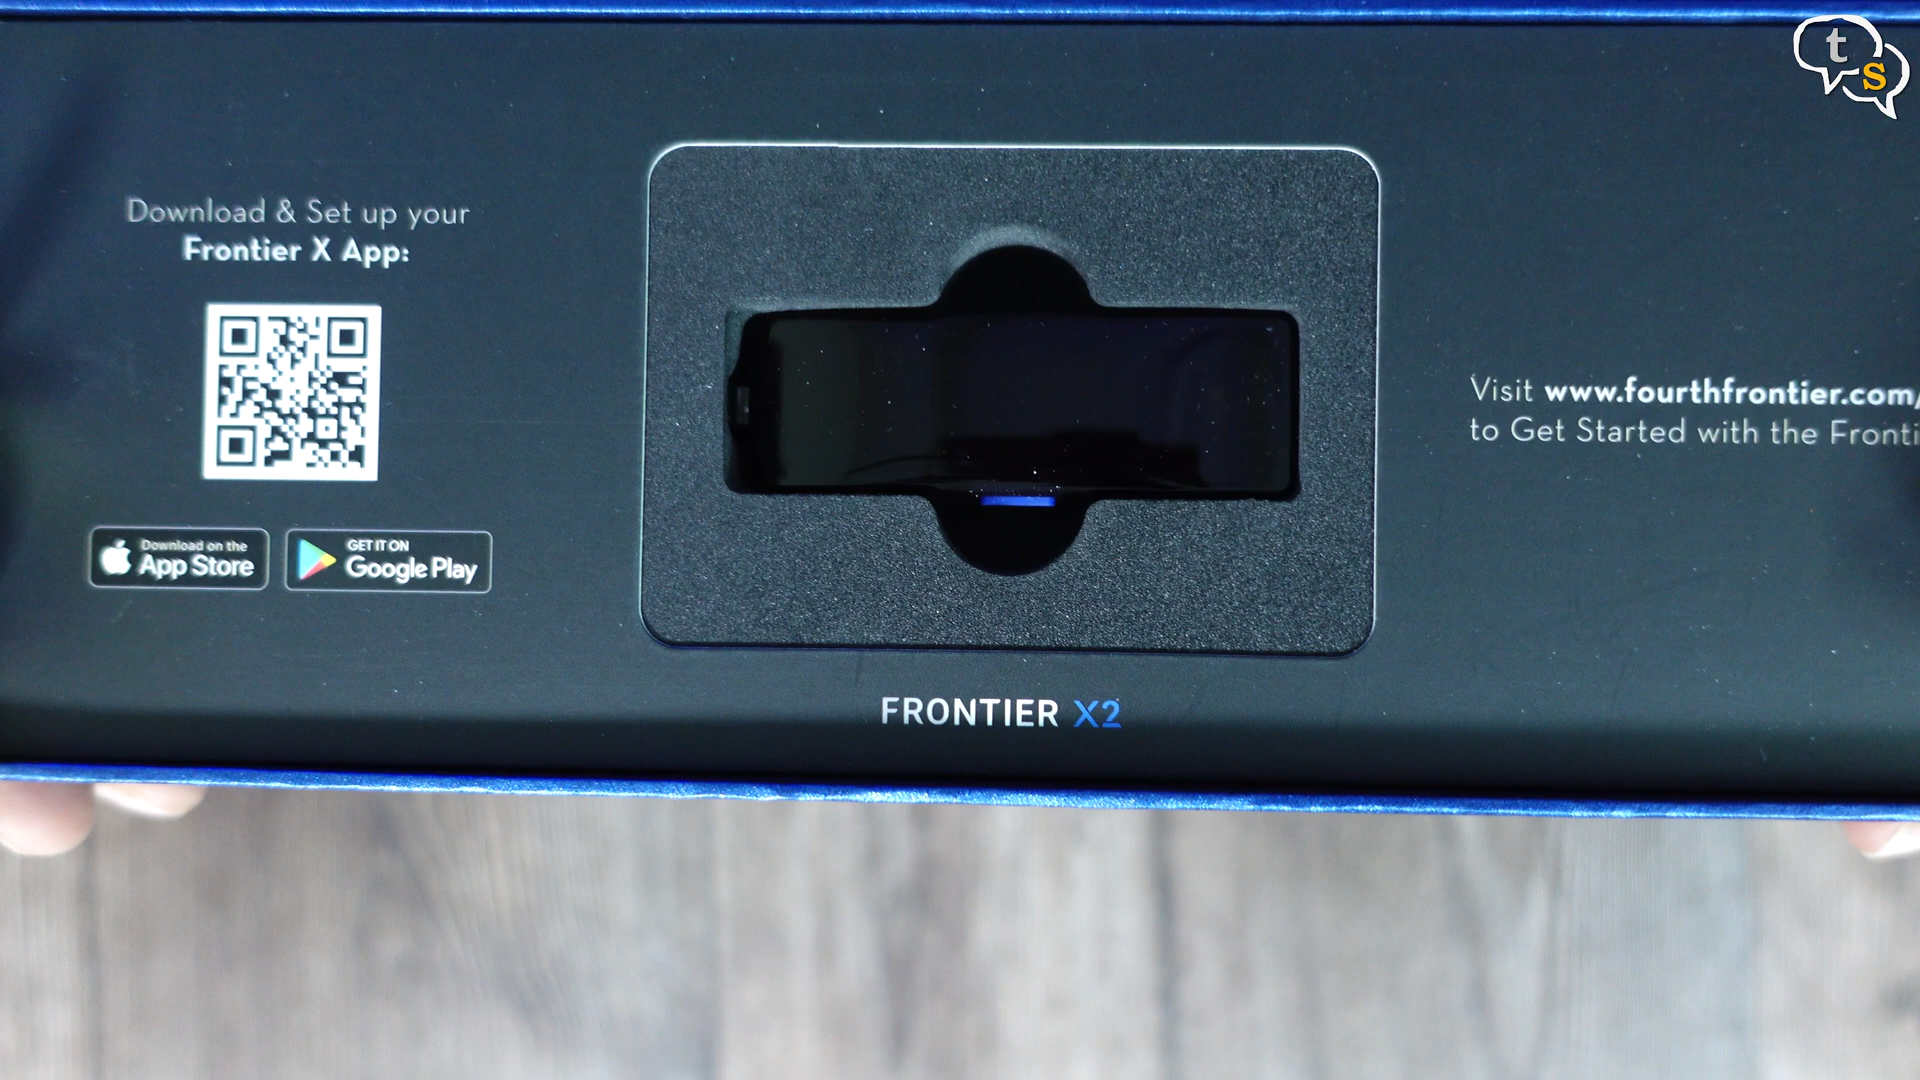 t
s
Download & Set up your
Frontier X App:
Download on the
App Store
GET IT ON
Google Play
Visit www.fourthfrontier.com/
to Get Started with the Fronti
FRONTIER X2